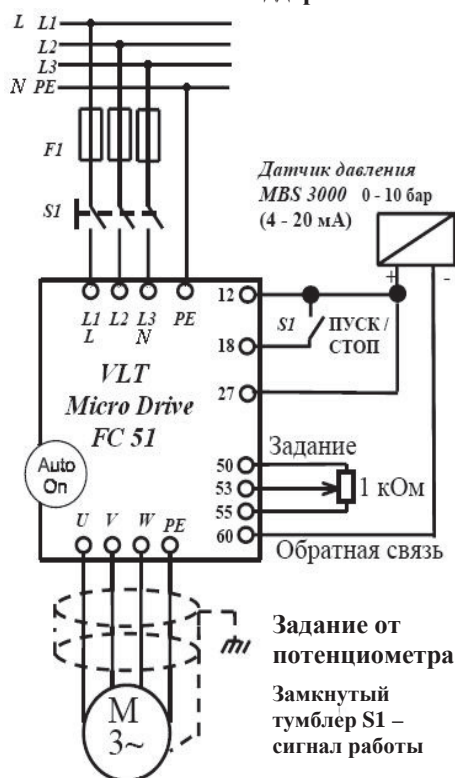 L L1
L2
L3
N PE
F1
Датчик давления
MBS 3000 0 - 10 бар
(4 - 20 мА)
S1
+ -
12
L1 L2 L3 PE
L N
S1 ПУСК /
СТОП
18
VLT
Micro Drive
FC 51
27
Auto
On
Задание
50
53
1 кОм
55
U V W PE
60
Обратная связь
Задание от
потенциометра
Замкнутый
тумблер S1 –
сигнал работы
M
3~